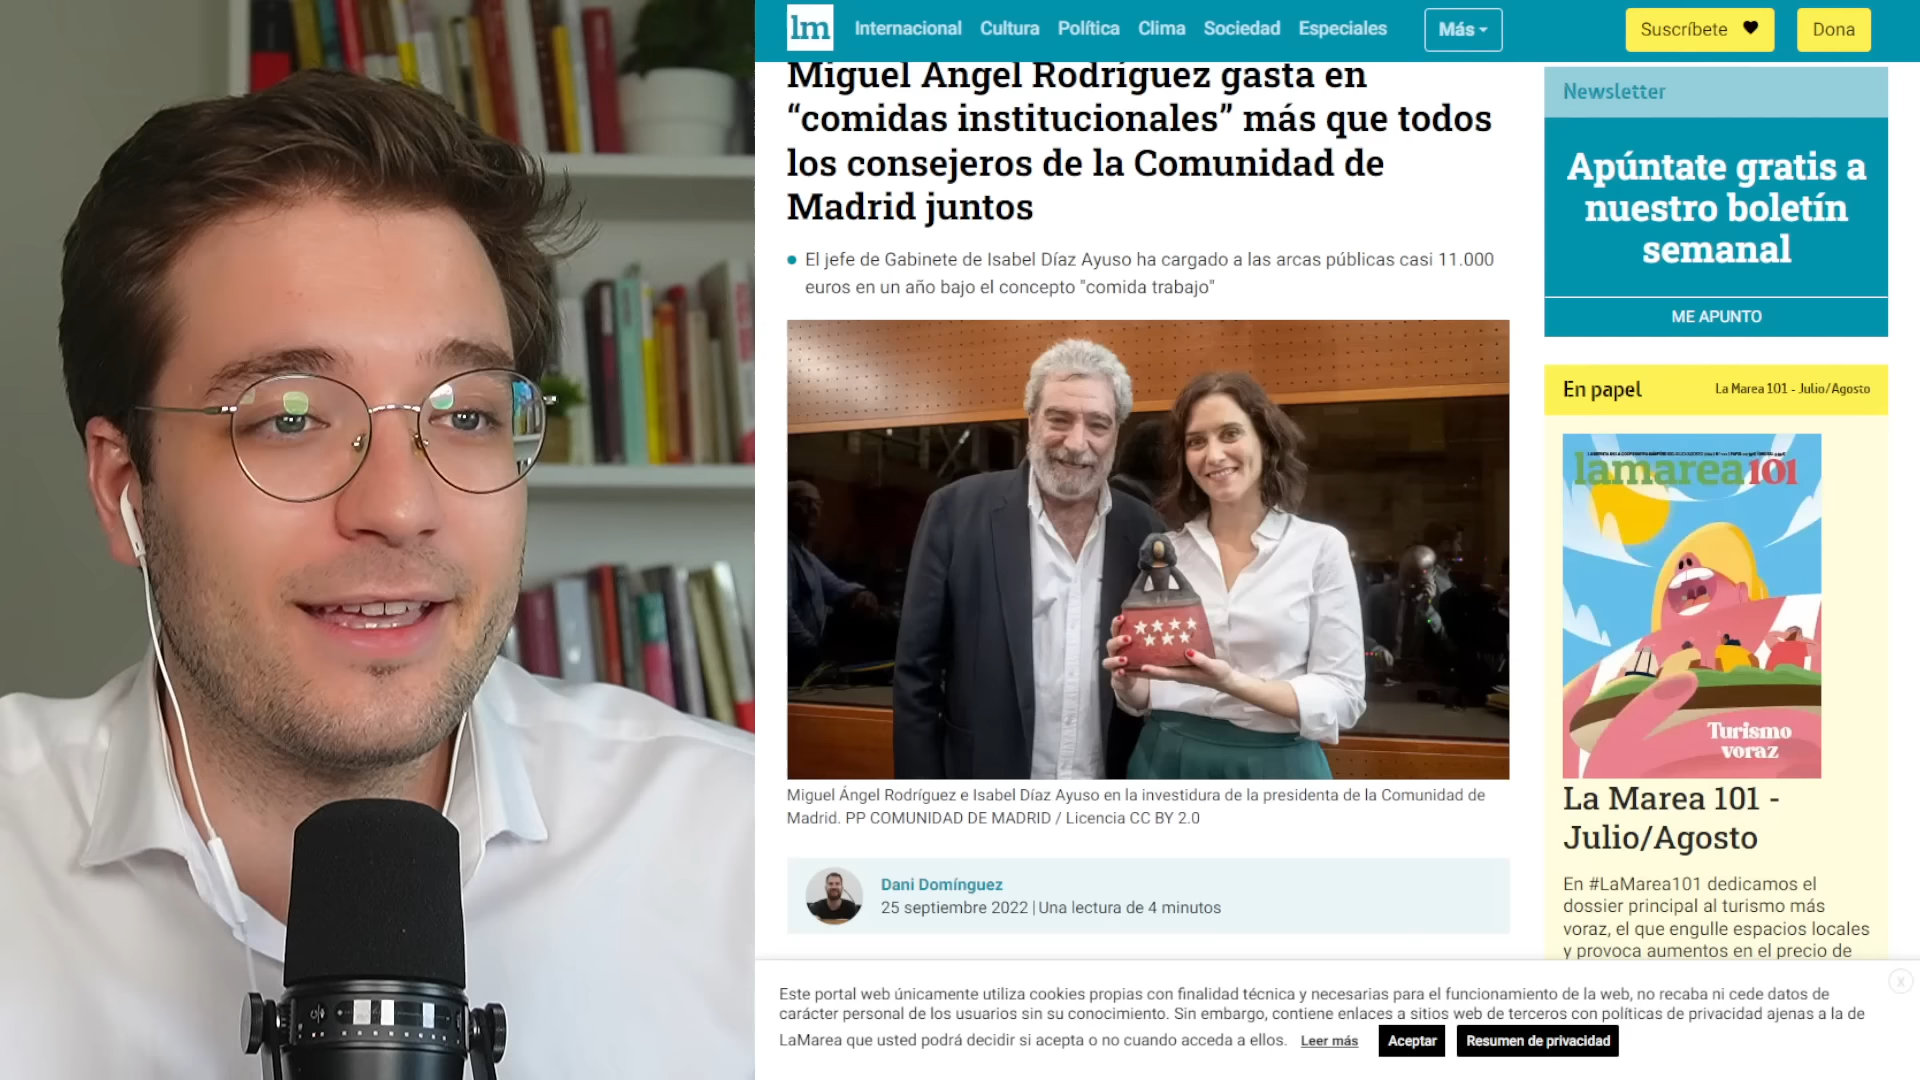 lm
Internacional Cultura Política Clima Sociedad Especiales Más
Suscríbete
Dona
Miguel Ángel Rodríguez gasta en
“comidas institucionales” más que todos
los consejeros de la Comunidad de
Madrid juntos
El jefe de Gabinete de Isabel Díaz Ayuso ha cargado a las arcas públicas casi 11.000
euros en un año bajo el concepto "comida trabajo"
Miguel Ángel Rodríguez e Isabel Díaz Ayuso en la investidura de la presidenta de la Comunidad de
Madrid. PP COMUNIDAD DE MADRID / Licencia CC BY 2.0
Dani Domínguez
25 septiembre 2022 | Una lectura de 4 minutos
Newsletter
Apúntate gratis a
nuestro boletín
semanal
ME APUNTO
En papel
La Marea 101 - Julio/Agosto
lamarea101
Turismo
voraz
La Marea 101 -
Julio/Agosto
En #LaMarea101 dedicamos el
dossier principal al turismo más
voraz, el que engulle espacios locales
y provoca aumentos en el precio de
Este portal web únicamente utiliza cookies propias con finalidad técnica y necesarias para el funcionamiento de la web, no recaba ni cede datos de
carácter personal de los usuarios sin su conocimiento. Sin embargo, contiene enlaces a sitios web de terceros con políticas de privacidad ajenas a la de
LaMarea que usted podrá decidir si acepta o no cuando acceda a ellos. Leer más Aceptar Resumen de privacidad
x